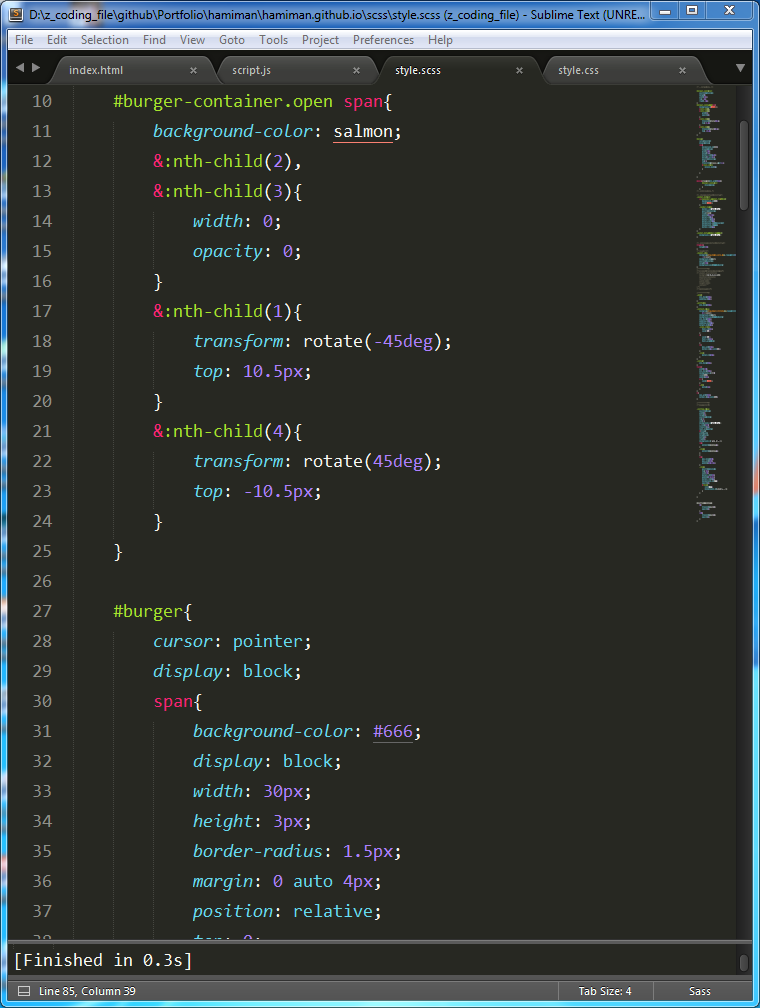 D:\z_coding_file\github\Portfolio\hamiman\hamiman.github.io\scss\style.scss (z_coding_file) - Sublime Text (UNRE...
File Edit Selection Find View Goto Tools Project Preferences Help
index.html × script.js × style.scss × style.css ×
10 #burger-container.open span{
11 background-color: salmon;
12 &:nth-child(2),
13 &:nth-child(3){
14 width: 0;
15 opacity: 0;
16 }
17 &:nth-child(1){
18 transform: rotate(-45deg);
19 top: 10.5px;
20 }
21 &:nth-child(4){
22 transform: rotate(45deg);
23 top: -10.5px;
24 }
25 }
26
27 #burger{
28 cursor: pointer;
29 display: block;
30 span{
31 background-color: #666;
32 display: block;
33 width: 30px;
34 height: 3px;
35 border-radius: 1.5px;
36 margin: 0 auto 4px;
37 position: relative;
38 top: 0;
[Finished in 0.3s]
Line 85, Column 39 Tab Size: 4 Sass